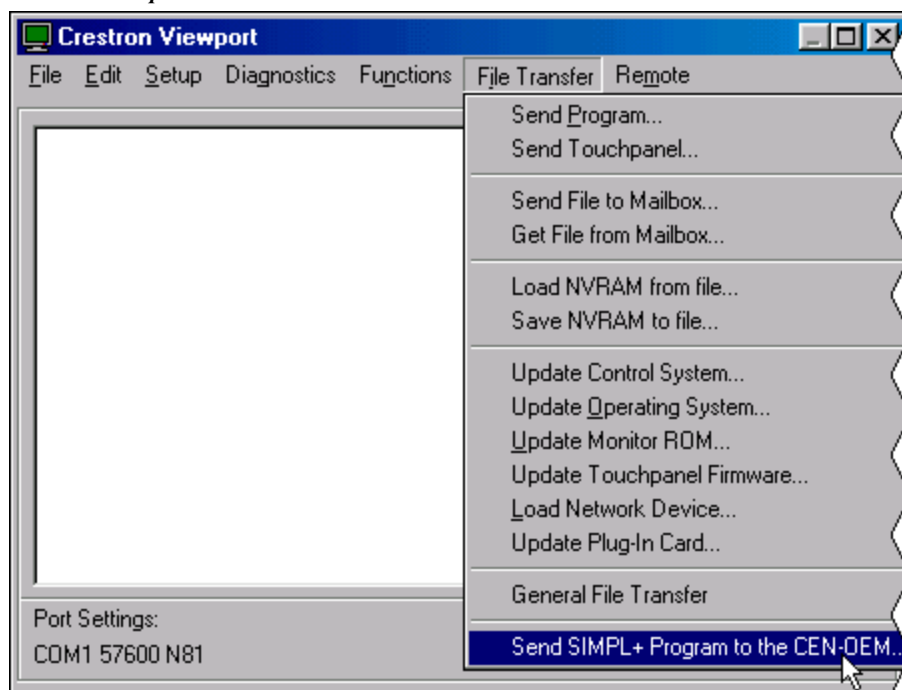 Crestron Viewport
File Edit Setup Diagnostics Functions File Transfer Remote
Send Program...
Send Touchpanel...
Send File to Mailbox...
Get File from Mailbox...
Load NVRAM from file...
Save NVRAM to file...
Update Control System...
Update Operating System...
Update Monitor ROM...
Update Touchpanel Firmware...
Load Network Device...
Update Plug-In Card...
General File Transfer
Send SIMPL+ Program to the CEN-OEM..
Port Settings:
COM1 57600 N81